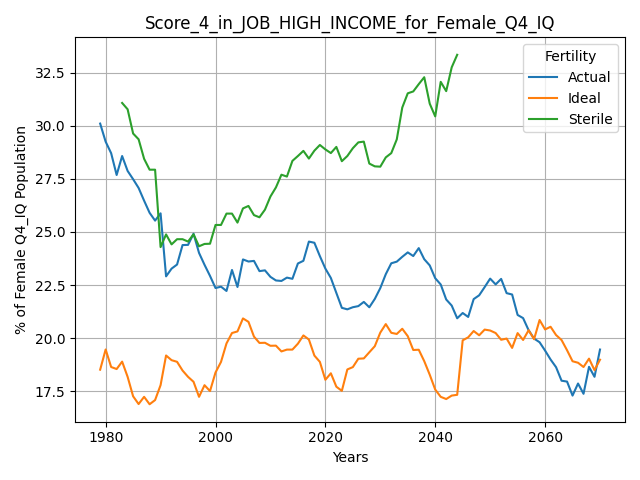 Score_4_in_JOB_HIGH_INCOME_for_Female_Q4_IQ
Fertility
Actual
Ideal
Sterile
% of Female Q4_IQ Population
32.5
30.0
27.5
25.0
22.5
20.0
17.5
1980
2000
2020
2040
2060
Years